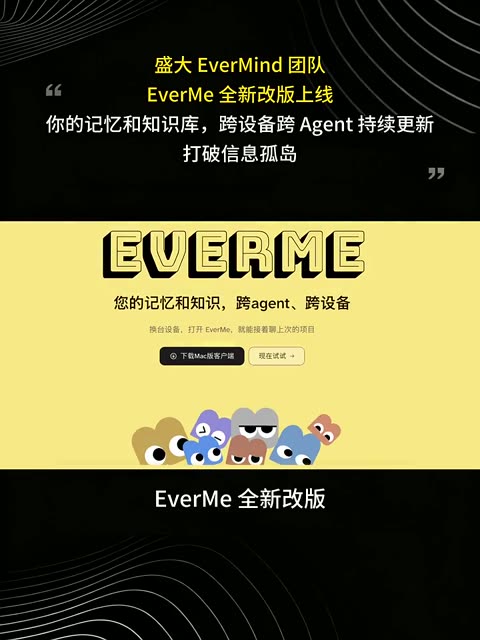 盛大 EverMind 团队
EverMe 全新改版上线
“
你的记忆和知识库，跨设备跨 Agent 持续更新
打破信息孤岛
”
EVERME
您的记忆和知识，跨agent、跨设备
换台设备，打开 EverMe，就能接着聊上次的项目
下载Mac版客户端
现在试试 →
EverMe 全新改版